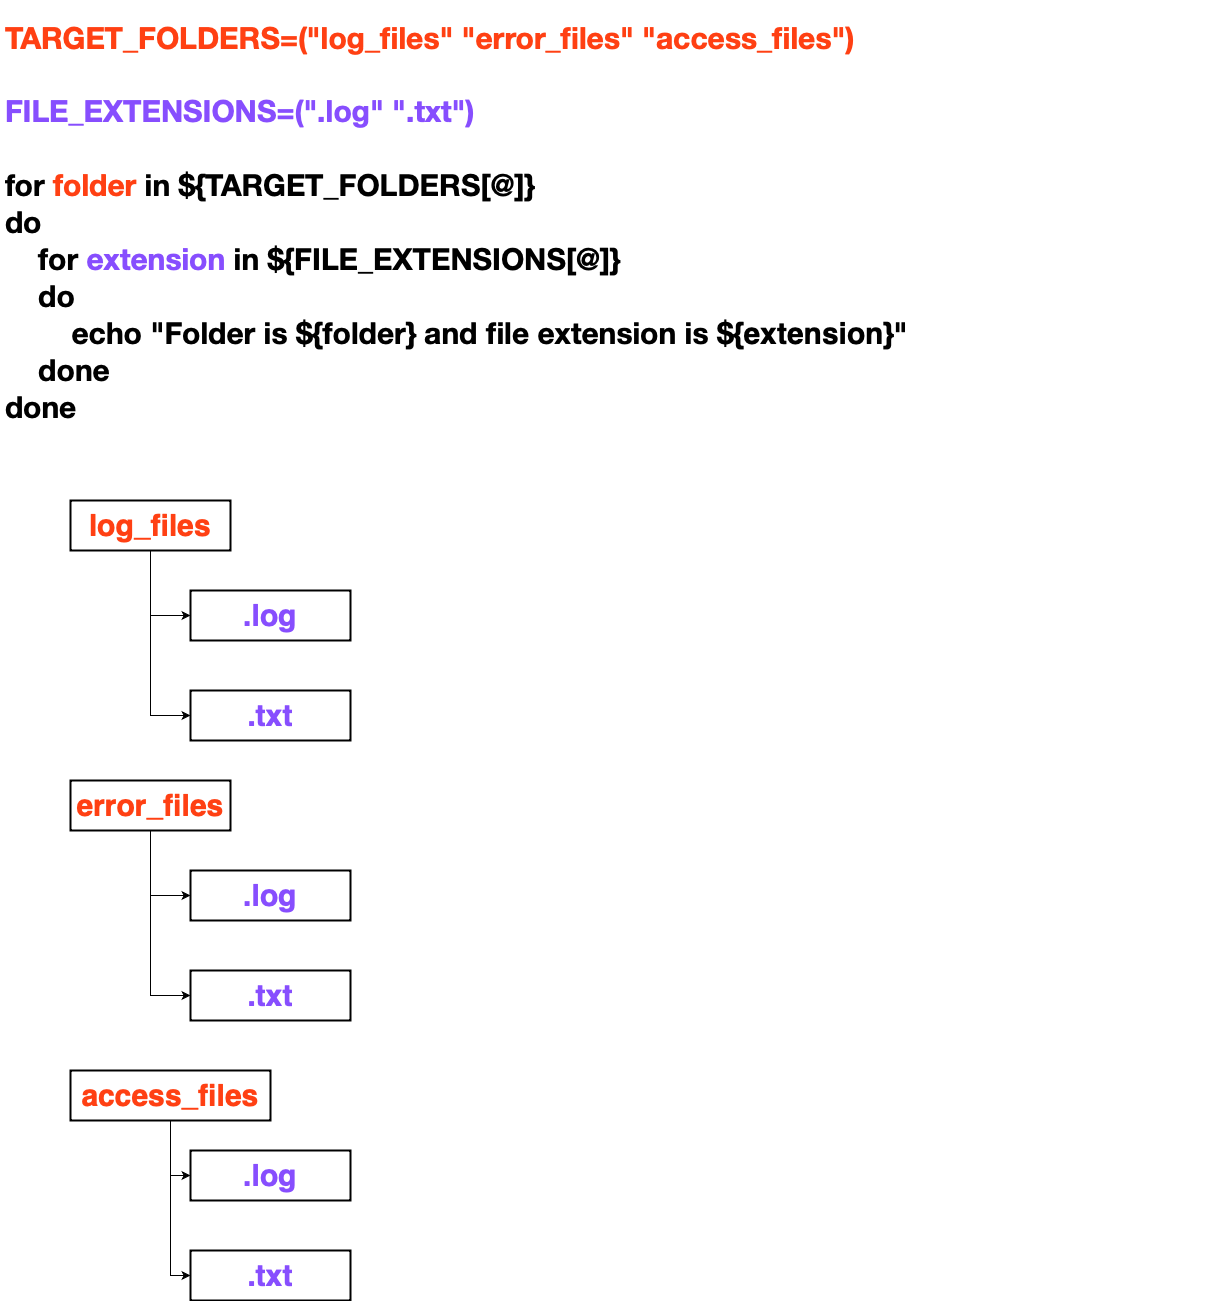 TARGET_FOLDERS=("log_files" "error_files" "access_files")
FILE_EXTENSIONS=(".log" ".txt")
for folder in ${TARGET_FOLDERS[@]}
do
for extension in ${FILE_EXTENSIONS[@]}
do
echo "Folder is ${folder} and file extension is ${extension}"
done
done
log_files
.log
.txt
error_files
.log
.txt
access_files
.log
.txt